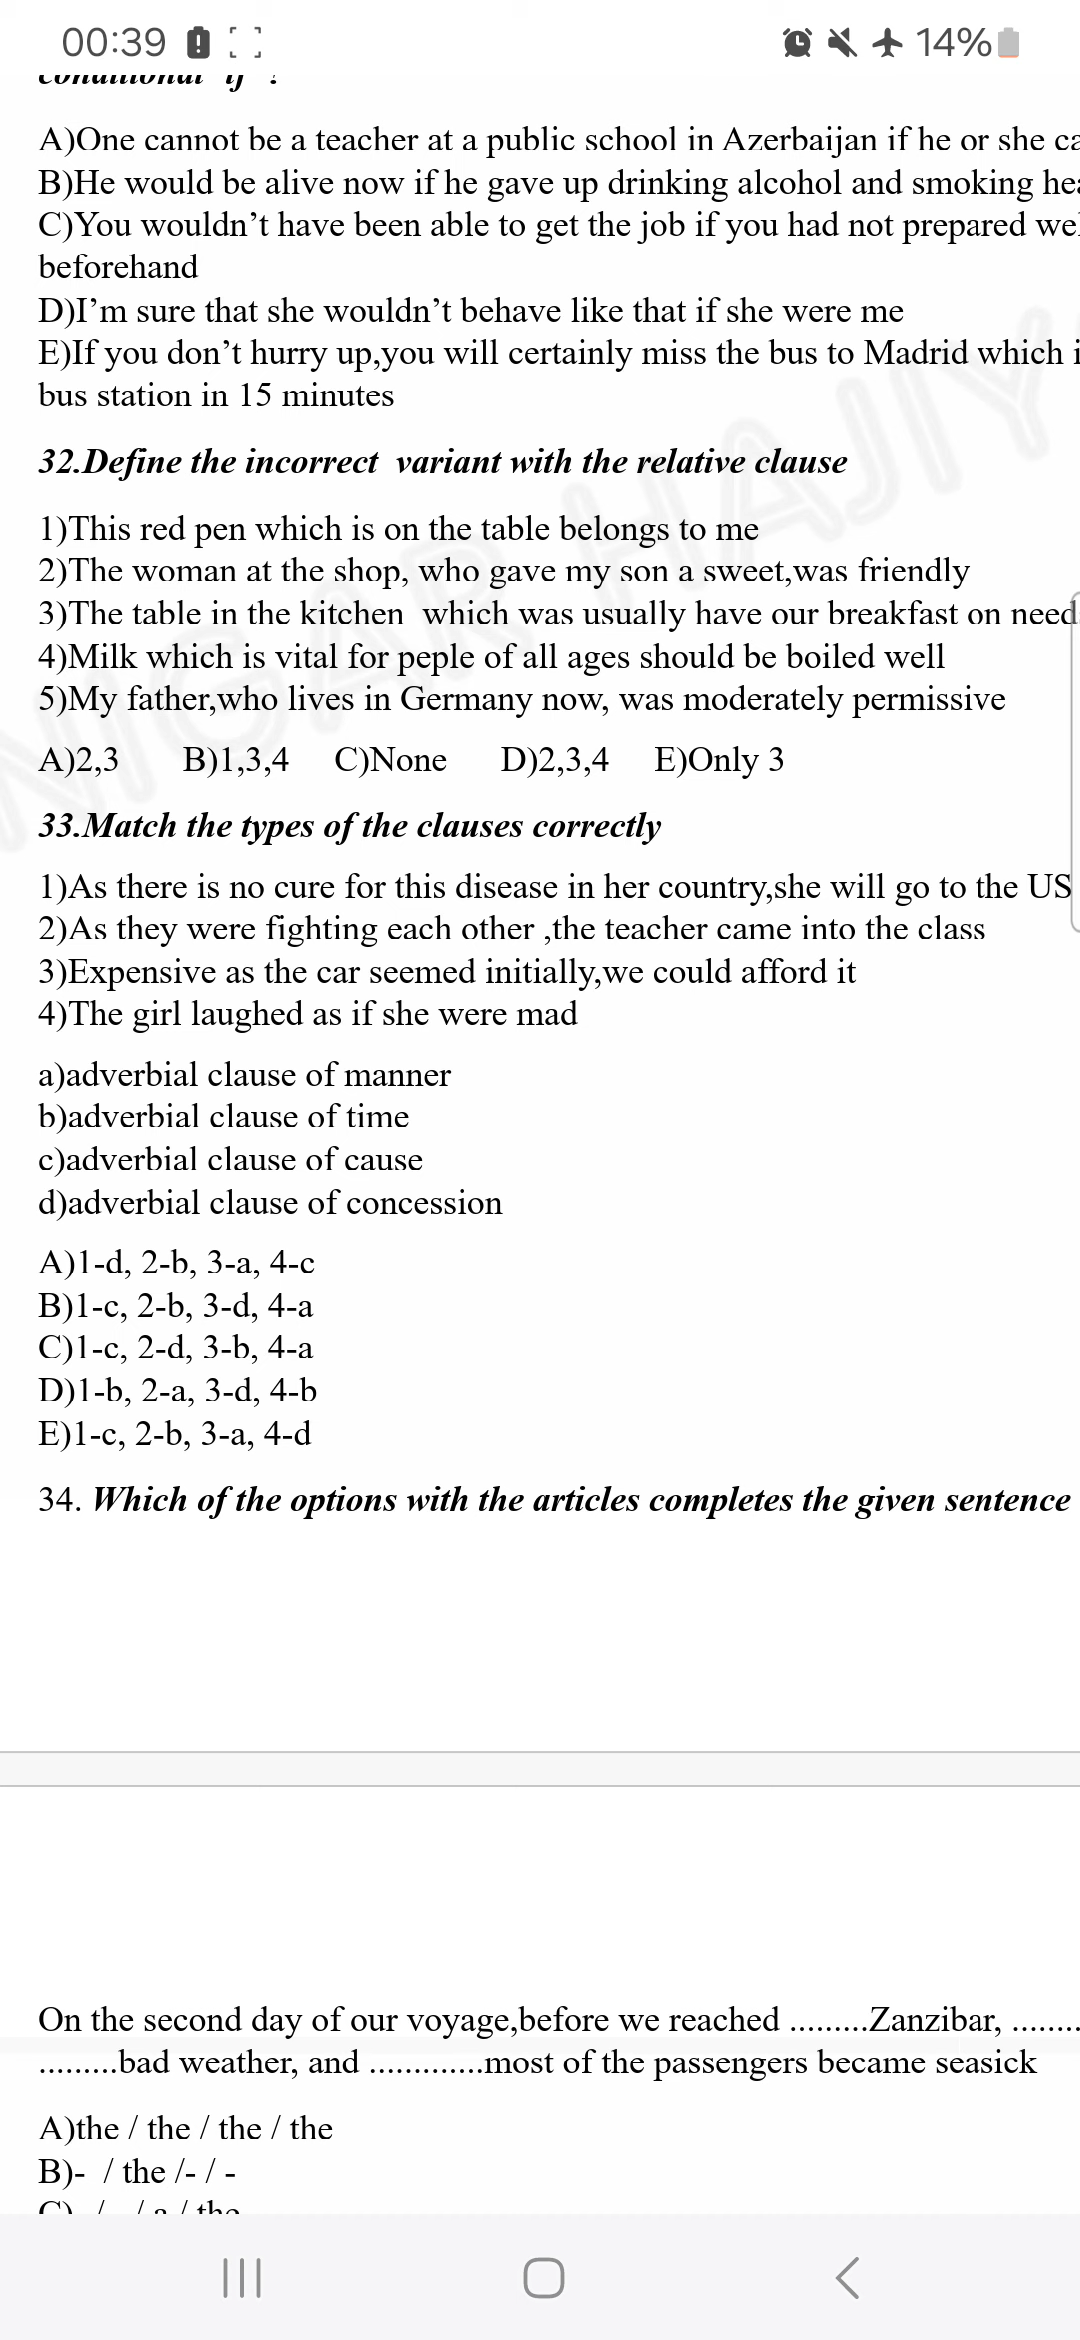 00:39
14%
conditional if ?
A)One cannot be a teacher at a public school in Azerbaijan if he or she
B)He would be alive now if he gave up drinking alcohol and smoking
C)You wouldn’t have been able to get the job if you had not prepared
beforehand
D)I’m sure that she wouldn’t behave like that if she were me
E)If you don’t hurry up,you will certainly miss the bus to Madrid which
bus station in 15 minutes
32.Define the incorrect variant with the relative clause
1)This red pen which is on the table belongs to me
2)The woman at the shop, who gave my son a sweet,was friendly
3)The table in the kitchen which was usually have our breakfast on need
4)Milk which is vital for peple of all ages should be boiled well
5)My father,who lives in Germany now, was moderately permissive
A)2,3 B)1,3,4 C)None D)2,3,4 E)Only 3
33.Match the types of the clauses correctly
1)As there is no cure for this disease in her country,she will go to the US
2)As they were fighting each other ,the teacher came into the class
3)Expensive as the car seemed initially,we could afford it
4)The girl laughed as if she were mad
a)adverbial clause of manner
b)adverbial clause of time
c)adverbial clause of cause
d)adverbial clause of concession
A)1-d, 2-b, 3-a, 4-c
B)1-c, 2-b, 3-d, 4-a
C)1-c, 2-d, 3-b, 4-a
D)1-b, 2-a, 3-d, 4-b
E)1-c, 2-b, 3-a, 4-d
34. Which of the options with the articles completes the given sentence
NIGAR HAJIY
On the second day of our voyage,before we reached .........Zanzibar, ........
.........bad weather, and .............most of the passengers became seasick
A)the / the / the / the
B)- / the /- / -
C) / / a / the